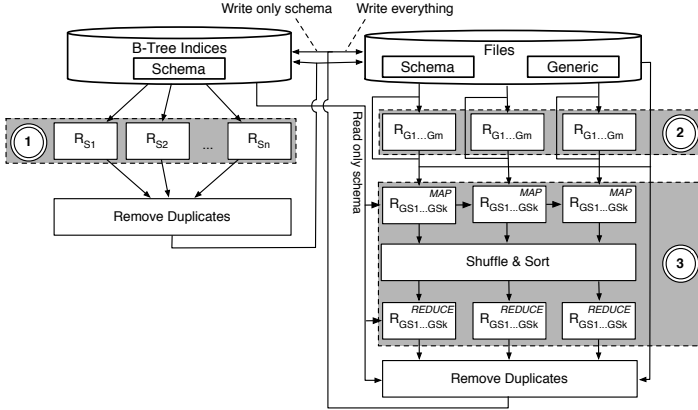 Write only schema
Write everything
B-Tree Indices
Schema
Files
Schema
Generic
1
R_S1
R_S2
...
R_Sn
Remove Duplicates
Read only schema
R_G1...Gm
R_G1...Gm
R_G1...Gm
2
MAP
R_GS1...GSk
MAP
R_GS1...GSk
MAP
R_GS1...GSk
Shuffle & Sort
3
REDUCE
R_GS1...GSk
REDUCE
R_GS1...GSk
REDUCE
R_GS1...GSk
Remove Duplicates